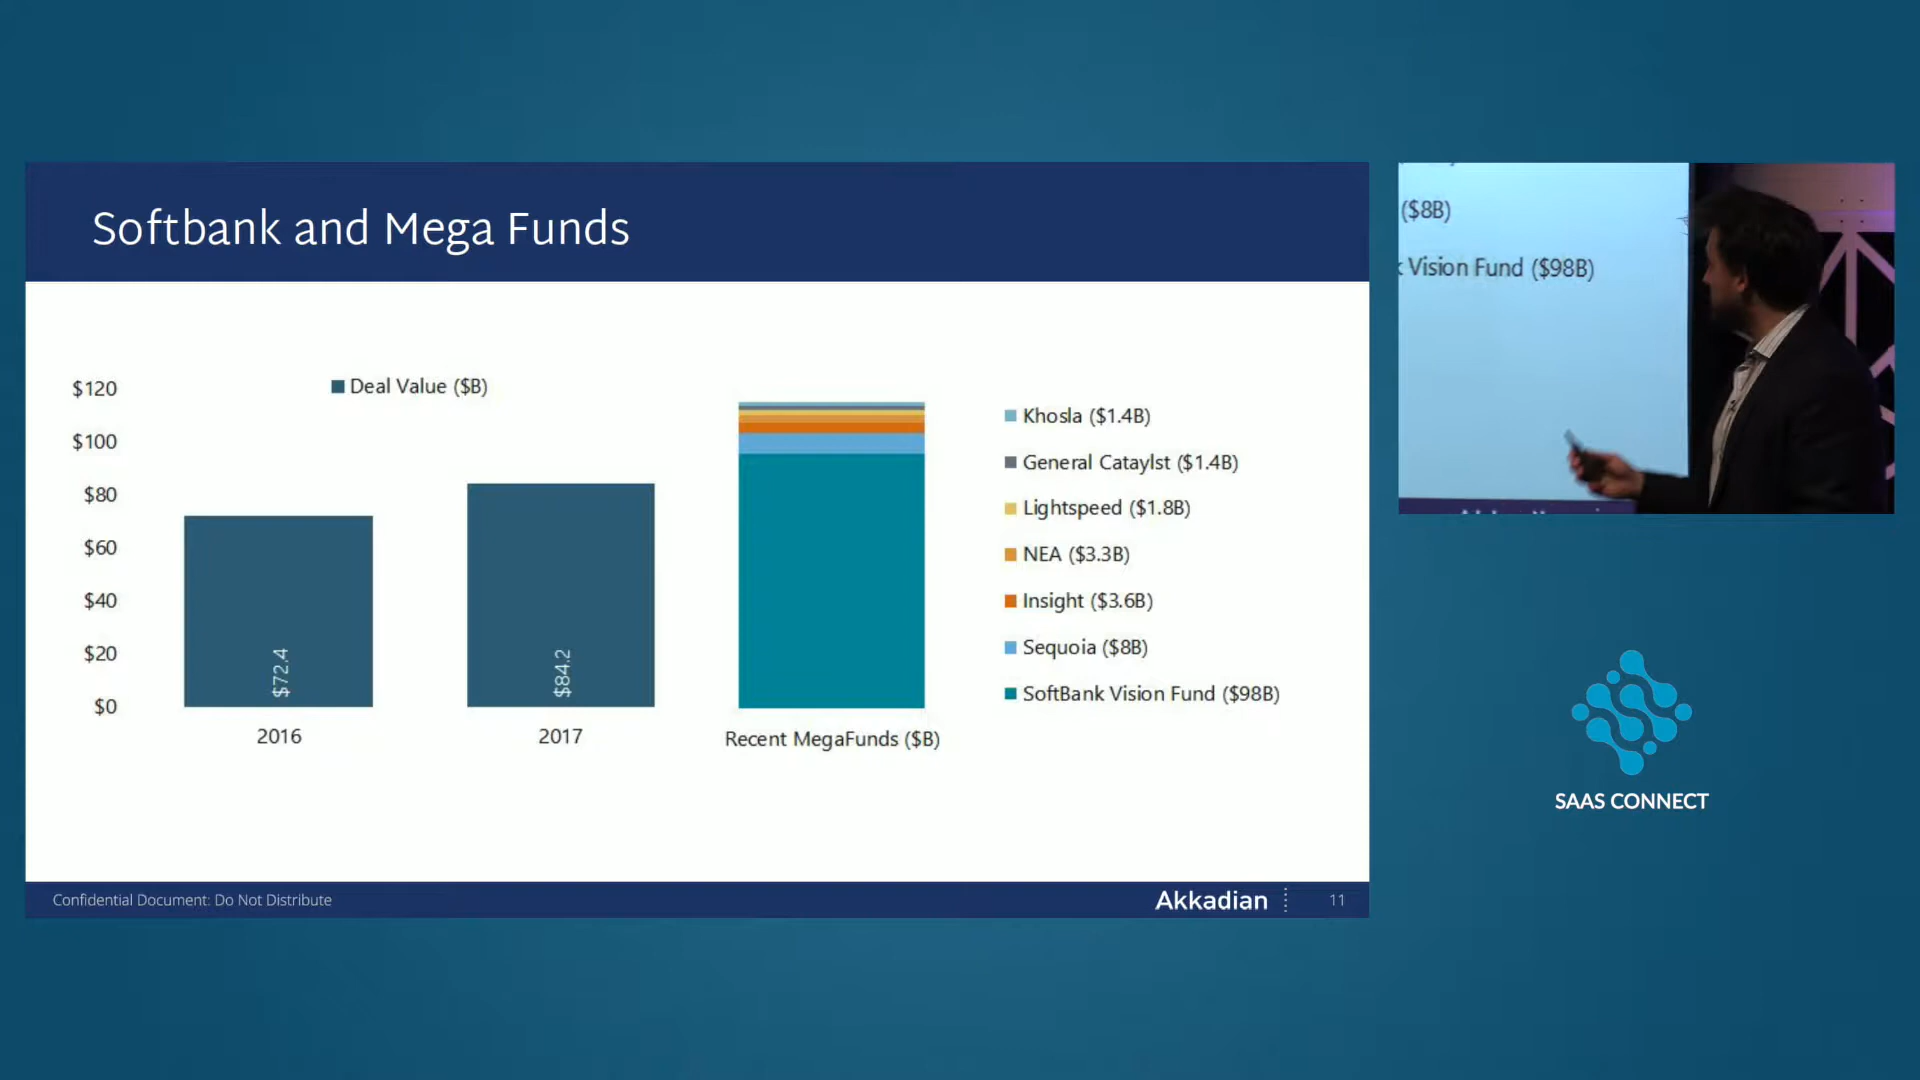 Softbank and Mega Funds
Deal Value ($B)
$120
$100
$80
$60
$40
$20
$0
$72.4
$84.2
2016
2017
Recent MegaFunds ($B)
Khosla ($1.4B)
General Cataylst ($1.4B)
Lightspeed ($1.8B)
NEA ($3.3B)
Insight ($3.6B)
Sequoia ($8B)
SoftBank Vision Fund ($98B)
Confidential Document: Do Not Distribute
Akkadian
11
($8B)
Vision Fund ($98B)
SAAS CONNECT